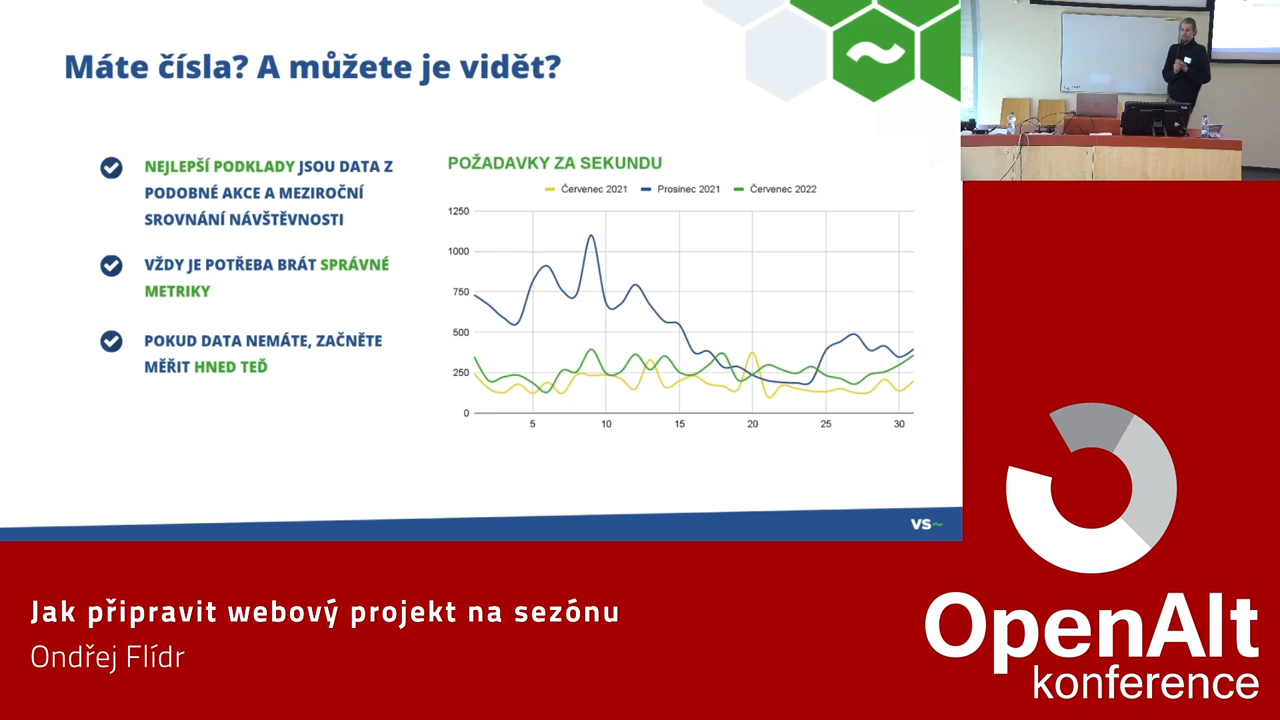 Máte čísla? A můžete je vidět?
NEJLEPŠÍ PODKLADY JSOU DATA Z
PODOBNÉ AKCE A MEZIROČNÍ
SROVNÁNÍ NÁVŠTĚVNOSTI
VŽDY JE POTŘEBA BRÁT SPRÁVNÉ
METRIKY
POKUD DATA NEMÁTE, ZAČNĚTE
MĚŘIT HNED TEĎ
POŽADAVKY ZA SEKUNDU
Červenec 2021 Prosinec 2021 Červenec 2022
1250
1000
750
500
250
0
5 10 15 20 25 30
VS~
Jak připravit webový projekt na sezónu
Ondřej Flídr
OpenAlt
konference